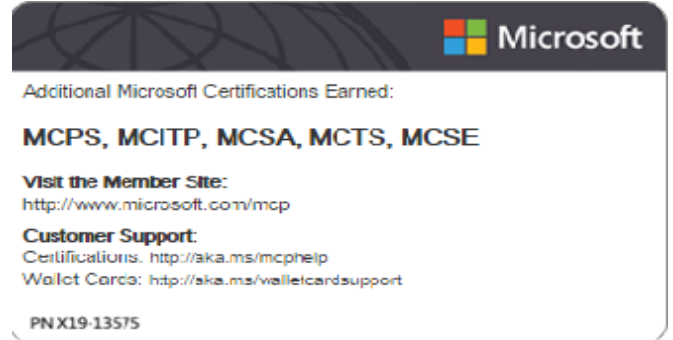 Microsoft
Additional Microsoft Certifications Earned:
MCPS, MCITP, MCSA, MCTS, MCSE
Visit the Member Site:
http://www.microsoft.com/mcp
Customer Support:
Certifications: http://aka.ms/mcphelp
Wallet Cards: http://aka.ms/walletcardsupport
PN X19-13575